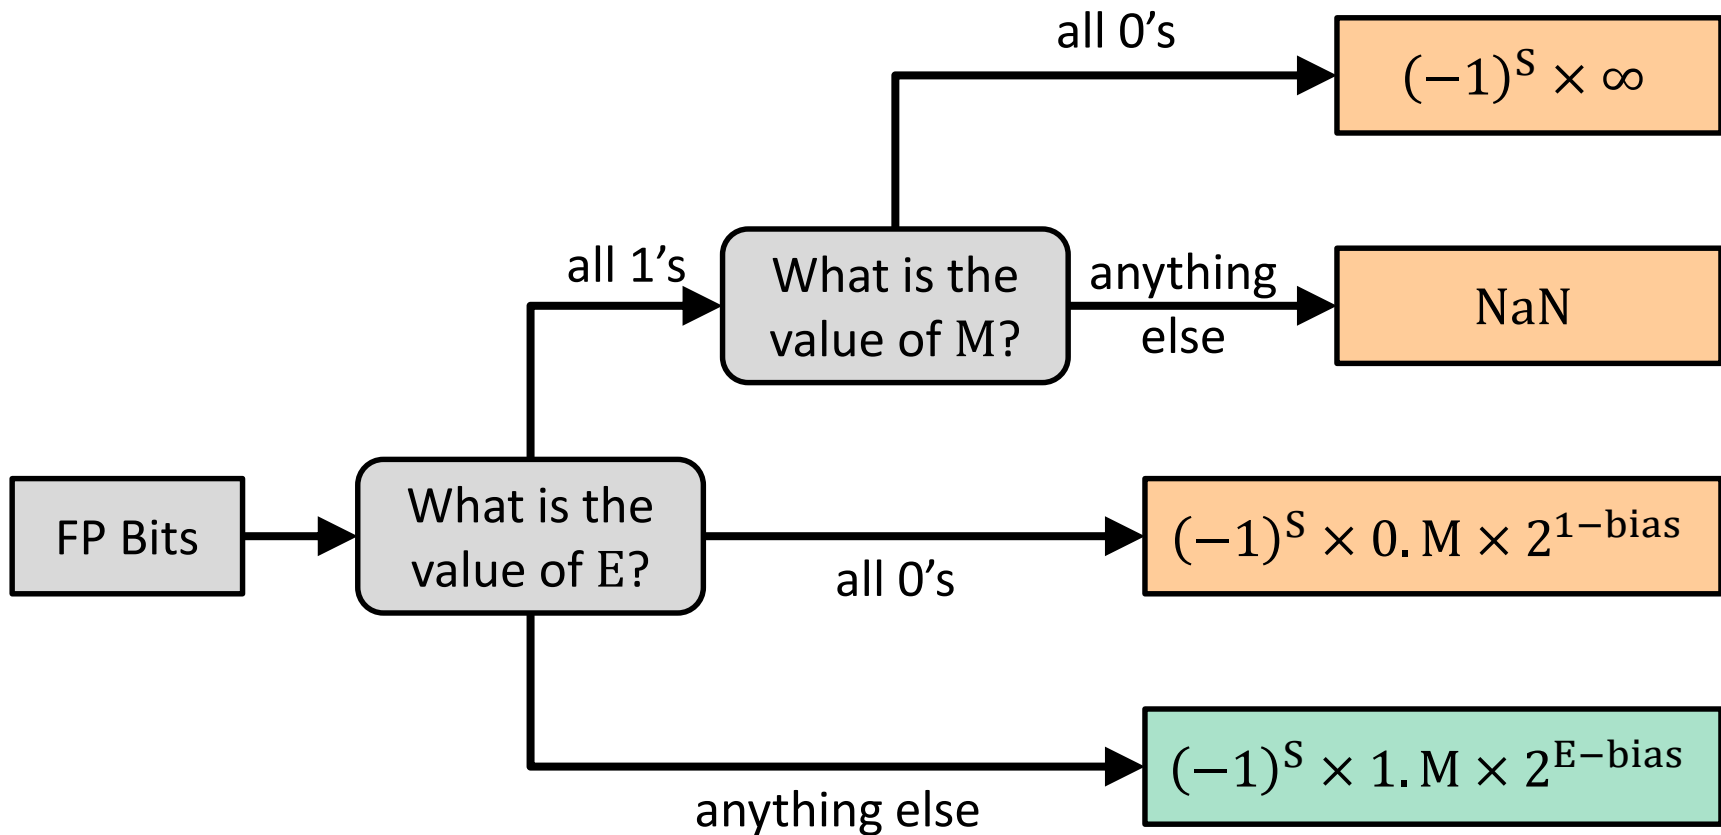 all 0's
(−1)^S × ∞
all 1's
What is the
value of M?
anything
else
NaN
FP Bits
What is the
value of E?
all 0's
(−1)^S × 0. M × 2^{1−bias}
anything else
(−1)^S × 1. M × 2^{E−bias}